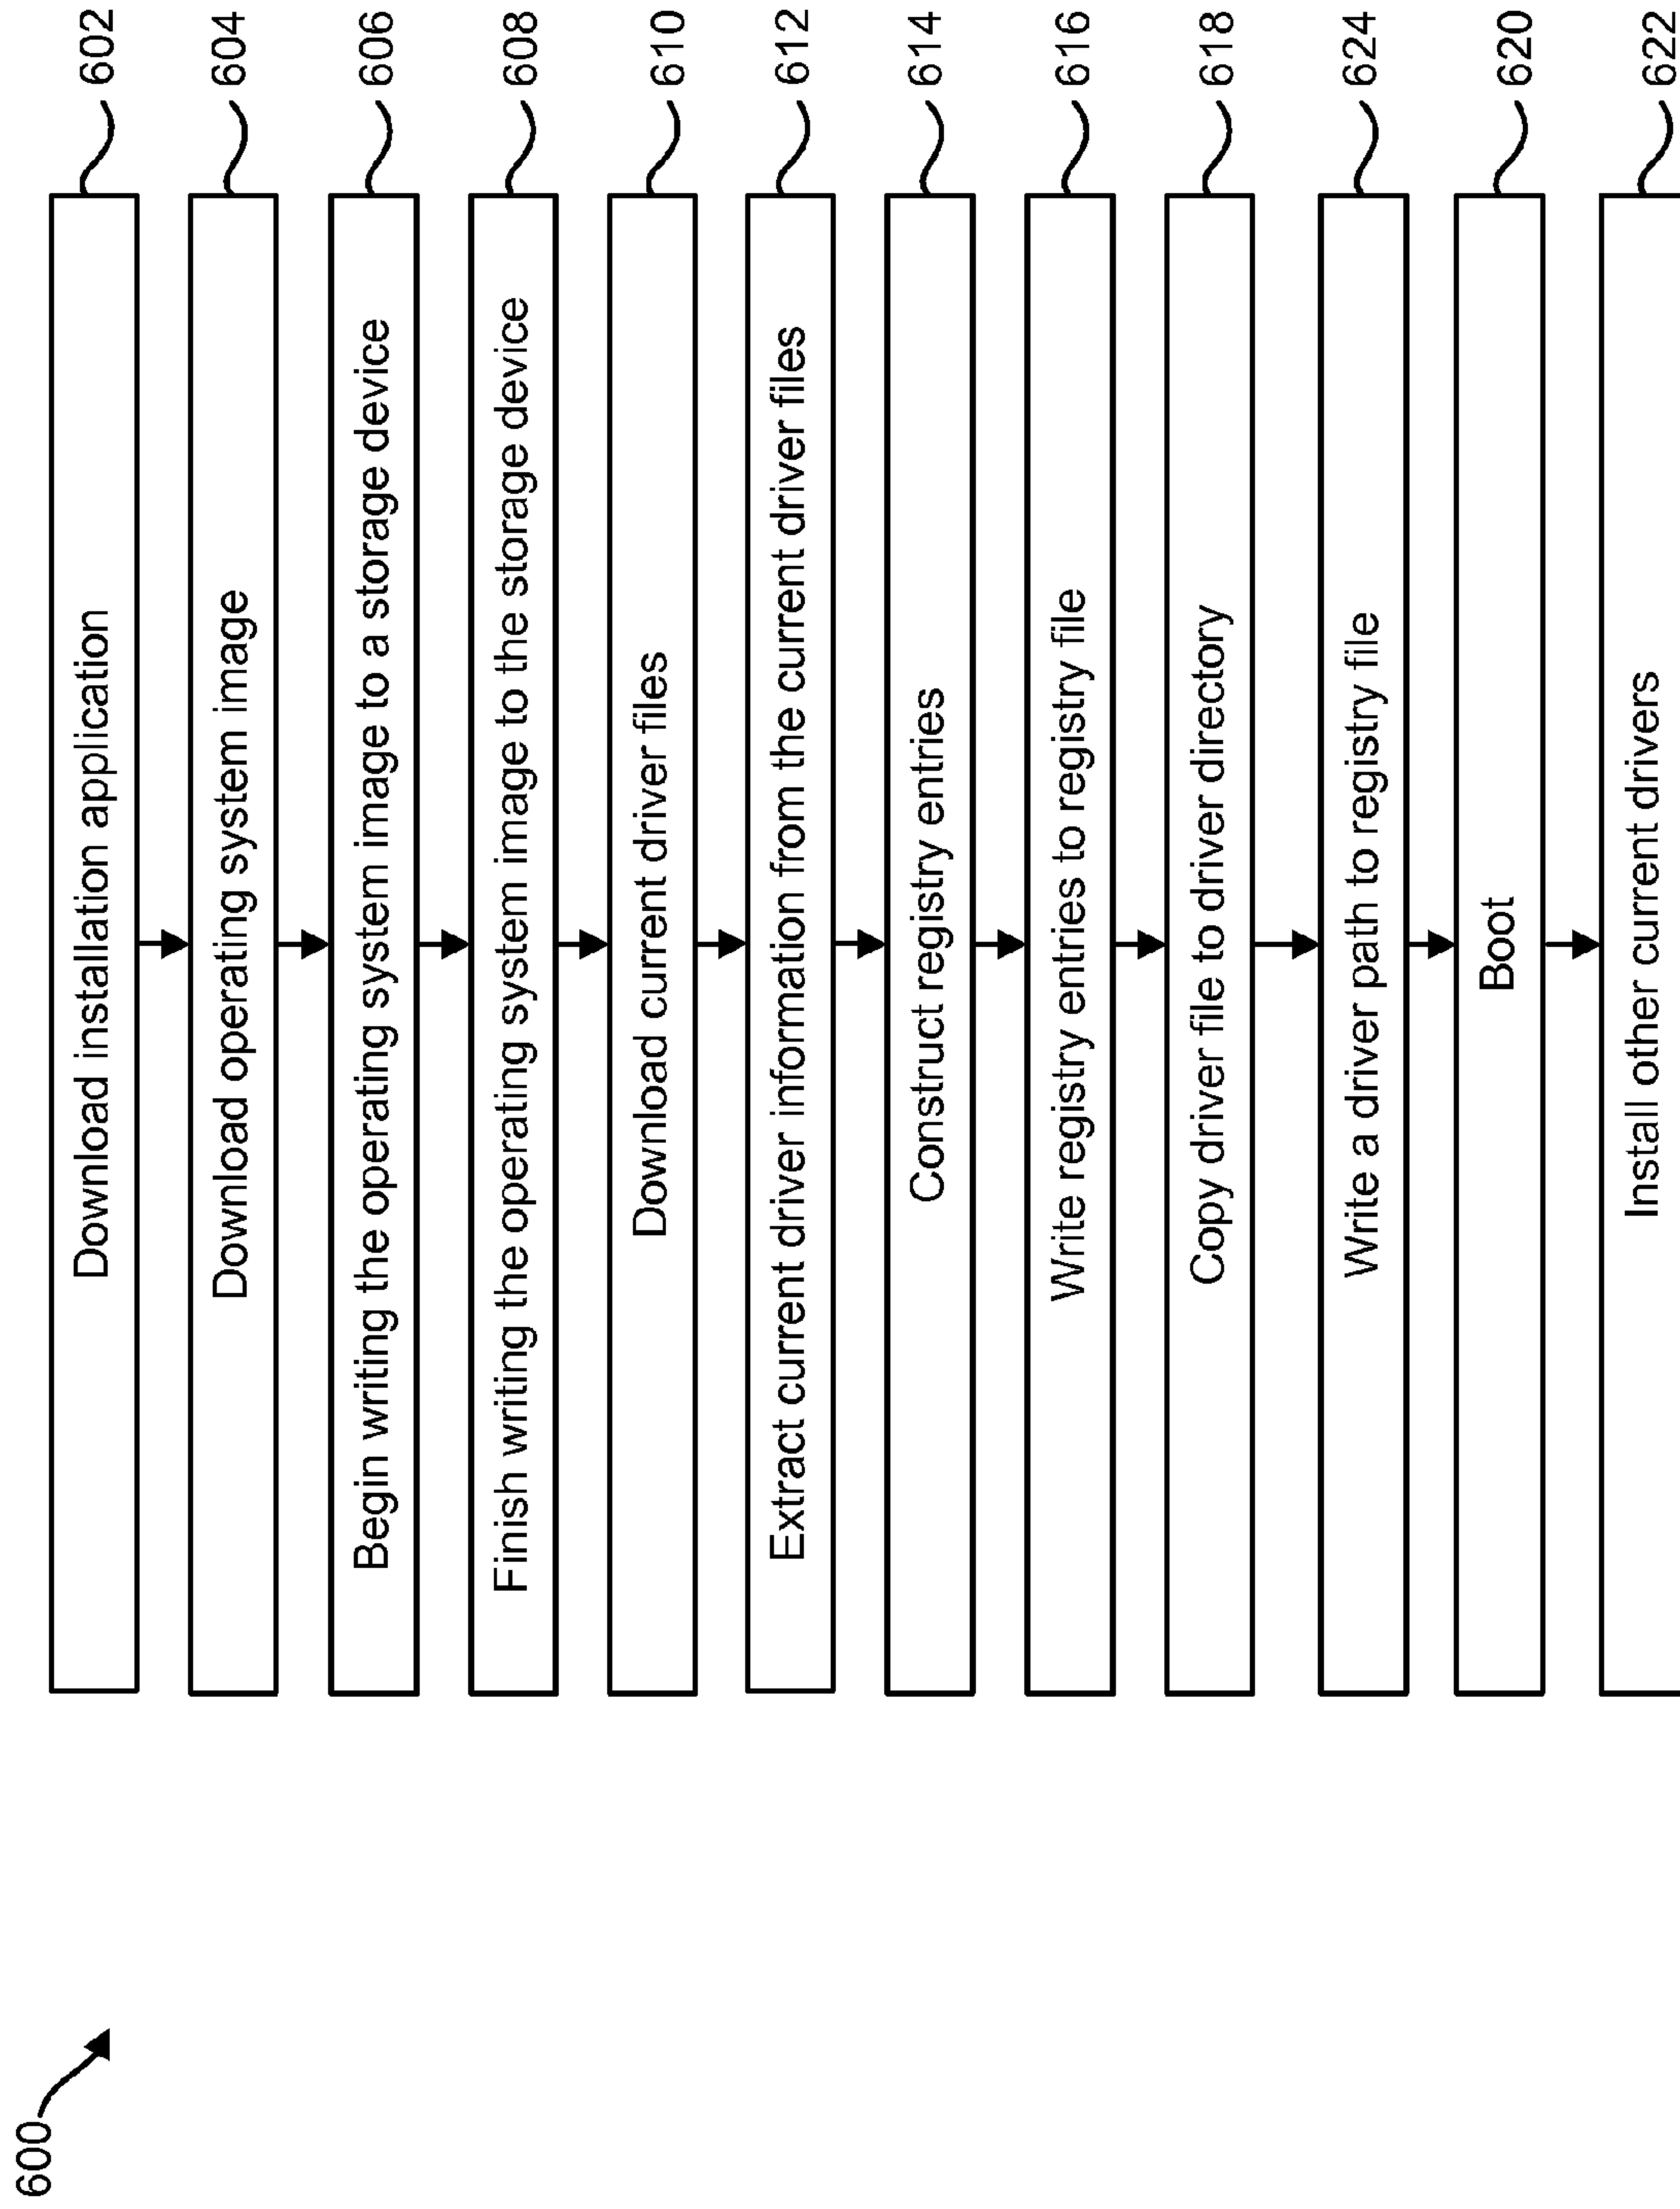 600
Download installation application
602
Download operating system image
604
Begin writing the operating system image to a storage device
606
Finish writing the operating system image to the storage device
608
Download current driver files
610
Extract current driver information from the current driver files
612
Construct registry entries
614
Write registry entries to registry file
616
Copy driver file to driver directory
618
Write a driver path to registry file
624
Boot
620
Install other current drivers
622